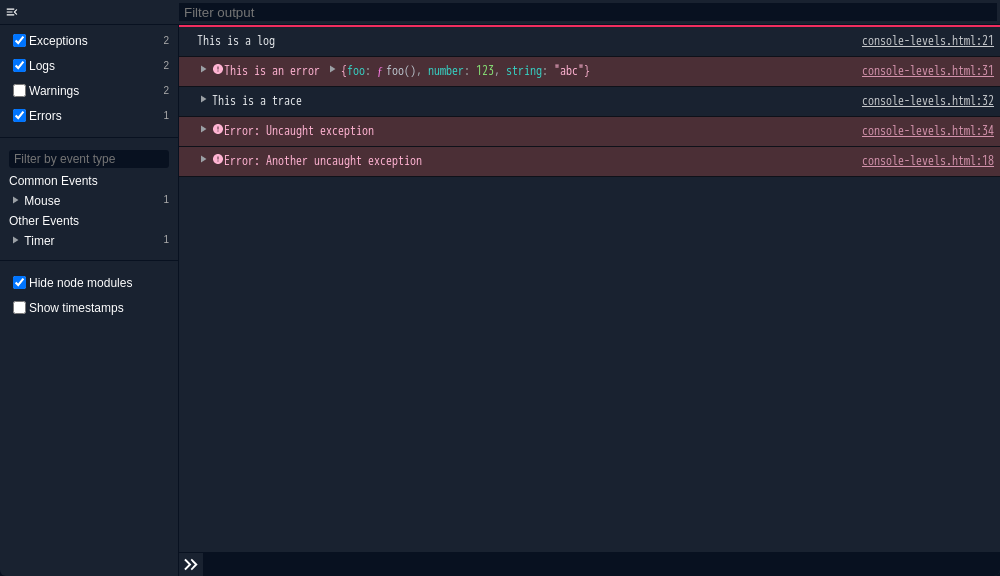 Filter output
Exceptions 2
Logs 2
Warnings 2
Errors 1
Filter by event type
Common Events
Mouse 1
Other Events
Timer 1
Hide node modules
Show timestamps
This is a log console-levels.html:21
This is an error {foo: ƒ foo(), number: 123, string: "abc"} console-levels.html:31
This is a trace console-levels.html:32
Error: Uncaught exception console-levels.html:34
Error: Another uncaught exception console-levels.html:18